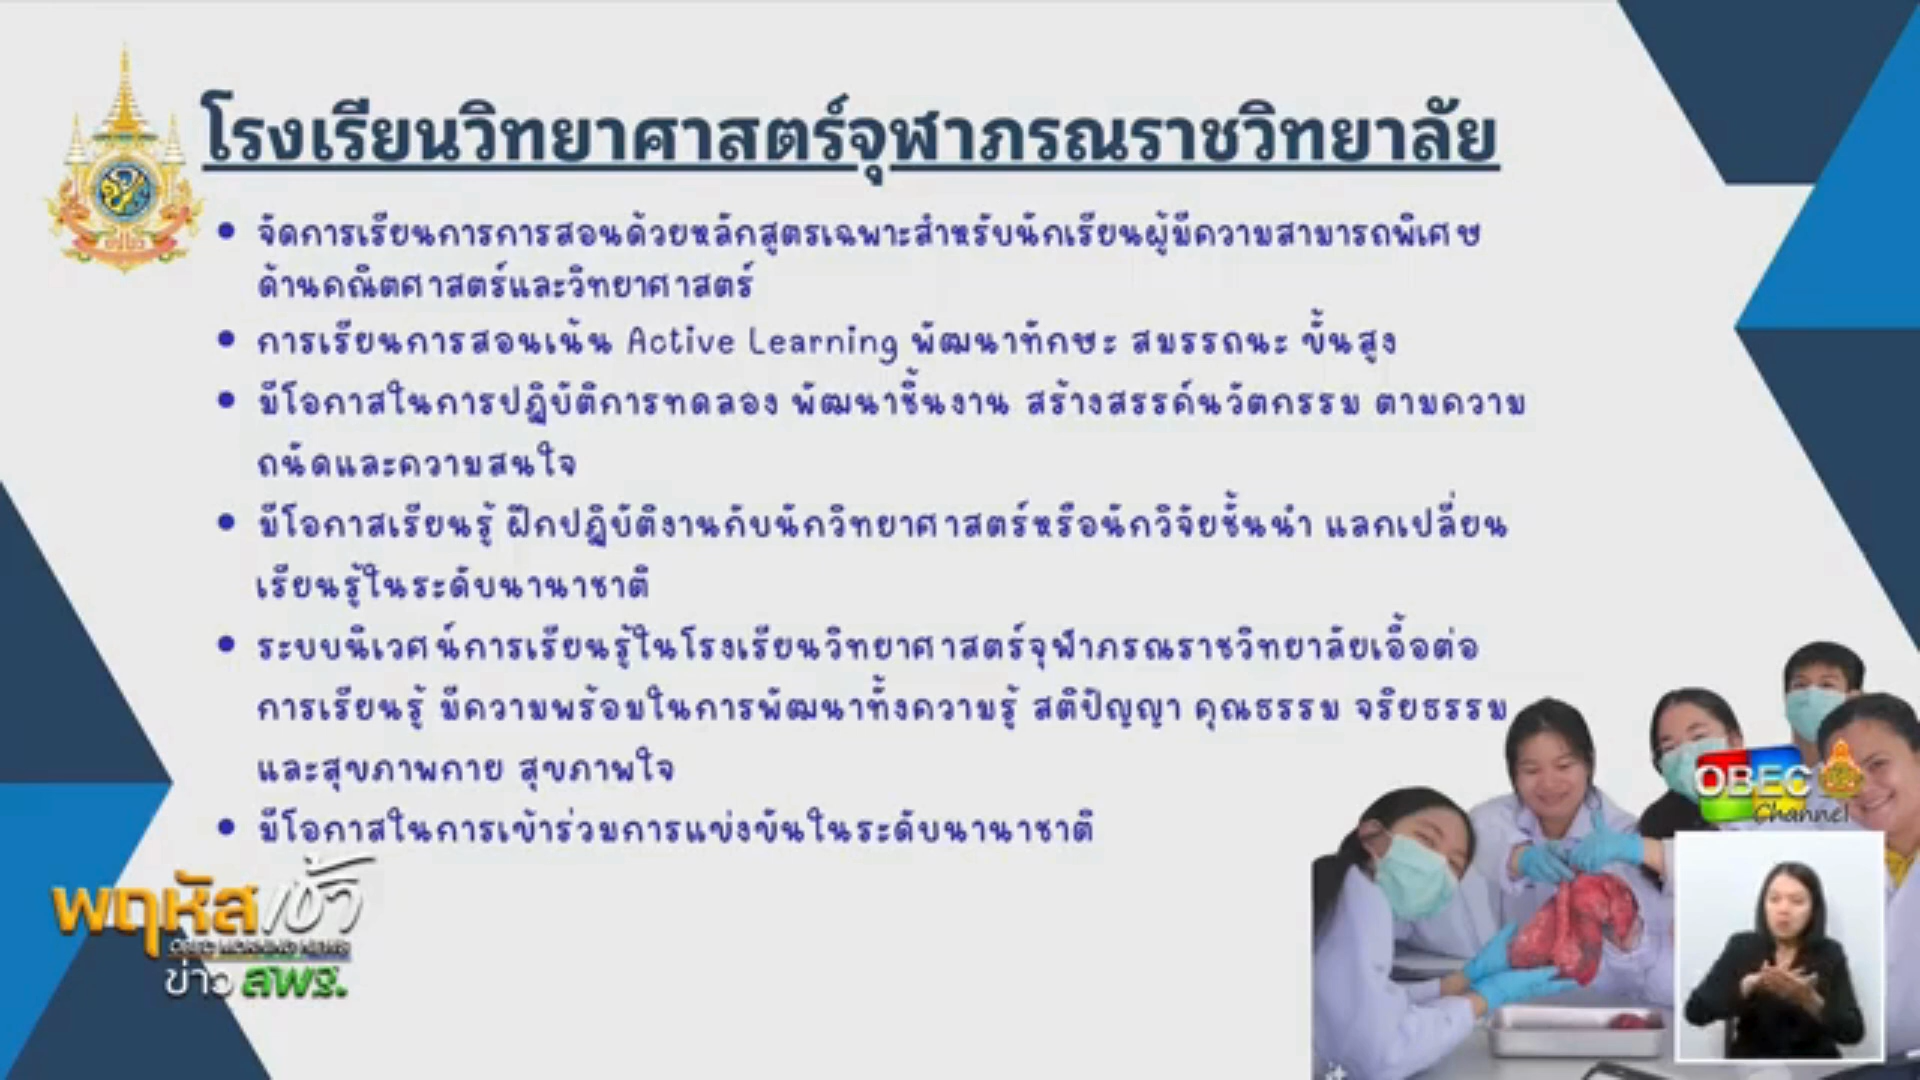 โรงเรียนวิทยาศาสตร์จุฬาภรณราชวิทยาลัย
• จัดการเรียนการการสอนด้วยหลักสูตรเฉพาะสำหรับนักเรียนผู้มีความสามารถพิเศษ
ด้านคณิตศาสตร์และวิทยาศาสตร์
• การเรียนการสอนเน้น Active Learning พัฒนาทักษะ สมรรถนะ ขั้นสูง
• มีโอกาสในการปฏิบัติการทดลอง พัฒนาชิ้นงาน สร้างสรรค์นวัตกรรม ตามความ
ถนัดและความสนใจ
• มีโอกาสเรียนรู้ ฝึกปฏิบัติงานกับนักวิทยาศาสตร์หรือนักวิจัยชั้นนำ แลกเปลี่ยน
เรียนรู้ในระดับนานาชาติ
• ระบบนิเวศน์การเรียนรู้ในโรงเรียนวิทยาศาสตร์จุฬาภรณราชวิทยาลัยเอื้อต่อ
การเรียนรู้ มีความพร้อมในการพัฒนาทั้งความรู้ สติปัญญา คุณธรรม จริยธรรม
และสุขภาพกาย สุขภาพใจ
• มีโอกาสในการเข้าร่วมการแข่งขันในระดับนานาชาติ
OBEC
Channel
พฤหัสเช้า
OBEC MORNING NEWS
ข่าว สพฐ.